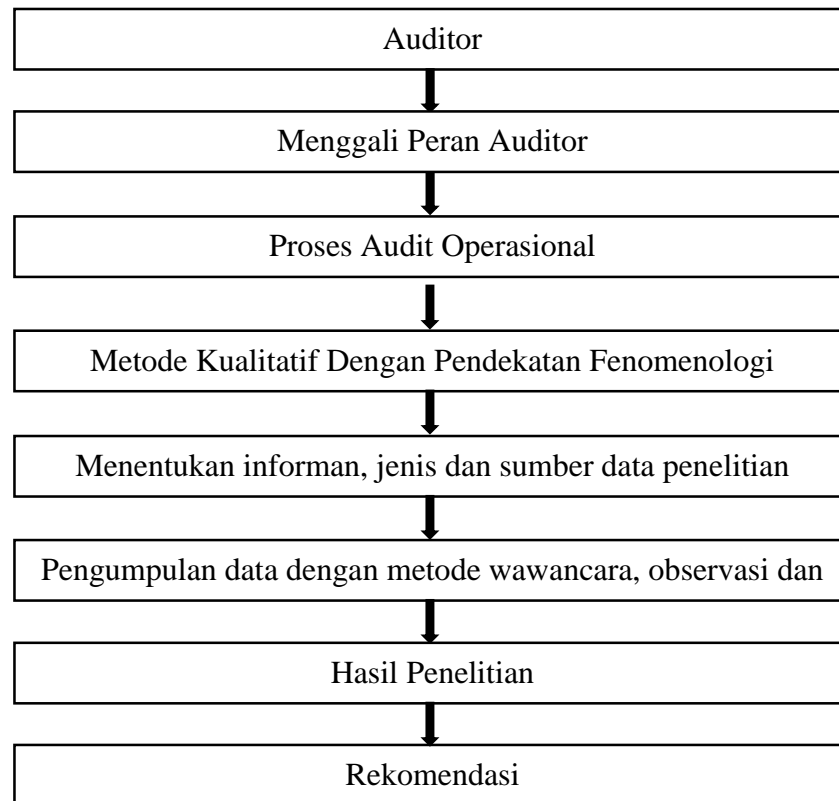 Auditor
Menggali Peran Auditor
Proses Audit Operasional
Metode Kualitatif Dengan Pendekatan Fenomenologi
Menentukan informan, jenis dan sumber data penelitian
Pengumpulan data dengan metode wawancara, observasi dan
Hasil Penelitian
Rekomendasi